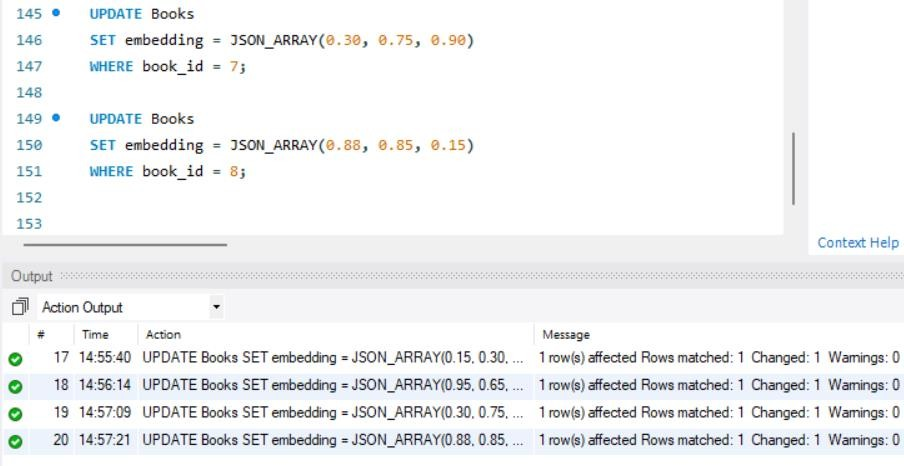 145 UPDATE Books
146 SET embedding = JSON_ARRAY(0.30, 0.75, 0.90)
147 WHERE book_id = 7;
148
149 UPDATE Books
150 SET embedding = JSON_ARRAY(0.88, 0.85, 0.15)
151 WHERE book_id = 8;
152
153
Context Help
Output
Action Output
# Time Action Message
17 14:55:40 UPDATE Books SET embedding = JSON_ARRAY(0.15, 0.30, ... 1 row(s) affected Rows matched: 1 Changed: 1 Warnings: 0
18 14:56:14 UPDATE Books SET embedding = JSON_ARRAY(0.95, 0.65, ... 1 row(s) affected Rows matched: 1 Changed: 1 Warnings: 0
19 14:57:09 UPDATE Books SET embedding = JSON_ARRAY(0.30, 0.75, ... 1 row(s) affected Rows matched: 1 Changed: 1 Warnings: 0
20 14:57:21 UPDATE Books SET embedding = JSON_ARRAY(0.88, 0.85, ... 1 row(s) affected Rows matched: 1 Changed: 1 Warnings: 0